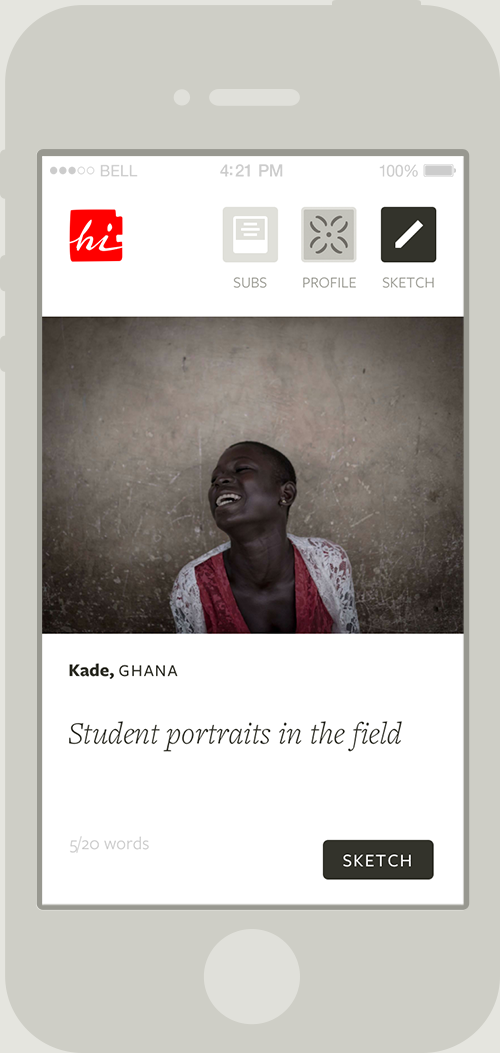 BELL 4:21 PM 100%
hi
SUBS PROFILE SKETCH
Kade, GHANA
Student portraits in the field
5/20 words
SKETCH